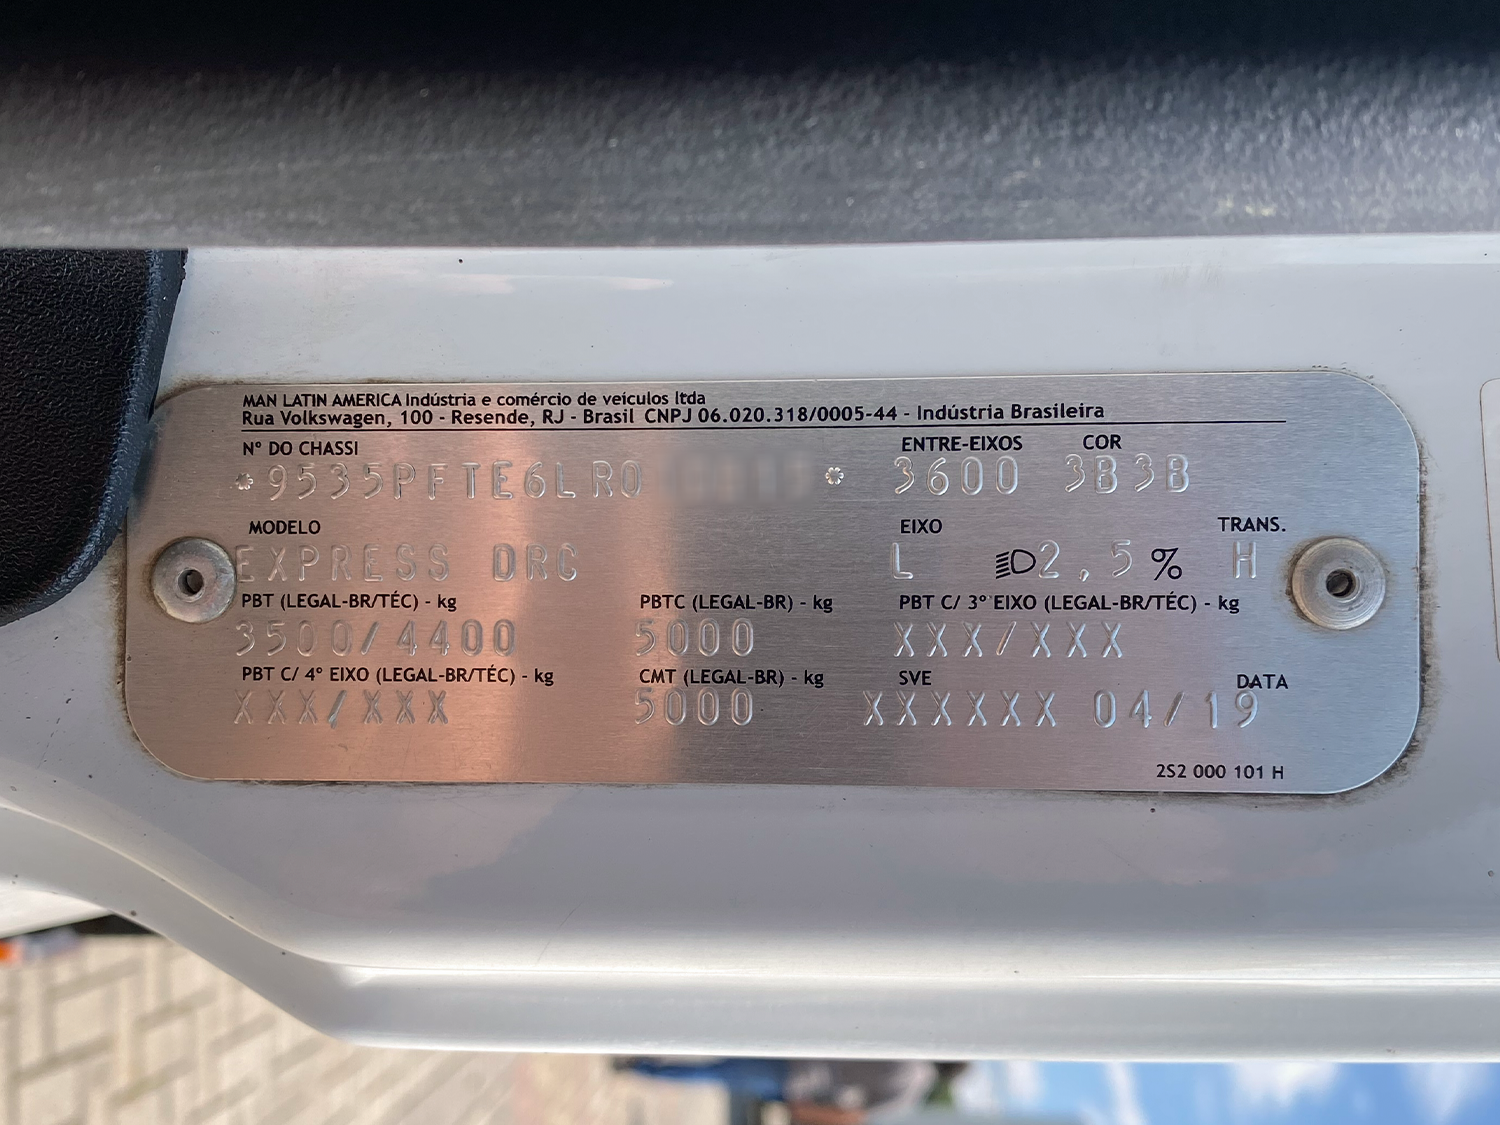 MAN LATIN AMERICA Indústria e comércio de veículos ltda
Rua Volkswagen, 100 - Resende, RJ - Brasil CNPJ 06.020.318/0005-44 - Indústria Brasileira
Nº DO CHASSI ENTRE-EIXOS COR
*9535PFTE6LR0 * 3600 3B3B
MODELO EIXO TRANS.
EXPRESS DRC L 2,5% H
PBT (LEGAL-BR/TÉC) - kg PBTC (LEGAL-BR) - kg PBT C/ 3º EIXO (LEGAL-BR/TÉC) - kg
3500/4400 5000 XXX/XXX
PBT C/ 4º EIXO (LEGAL-BR/TÉC) - kg CMT (LEGAL-BR) - kg SVE DATA
XXX/XXX 5000 XXXXXX 04/19
2S2 000 101 H